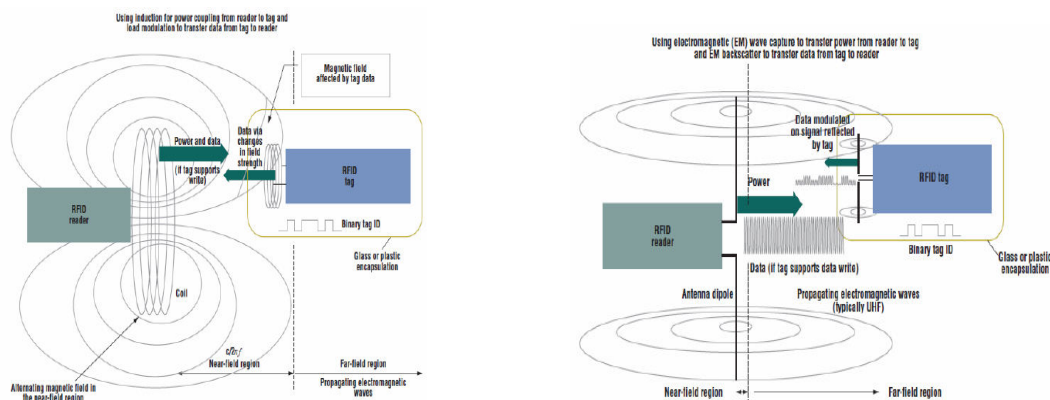 Using induction for power coupling from reader to tag and
load modulation to transfer data from tag to reader
Magnetic field
affected by tag data
Power and data
(if tag supports
write)
Data via
changes
in field
strength
RFID
tag
RFID
reader
Binary tag ID
Glass or plastic
encapsulation
Coil
c/2πf
Near-field region
Far-field region
Alternating magnetic field in
the near-field region
Propagating electromagnetic
waves
Using electromagnetic (EM) wave capture to transfer power from reader to tag
and EM backscatter to transfer data from tag to reader
Data modulated
on signal reflected
by tag
Power
RFID tag
RFID
reader
Binary tag ID
Glass or plastic
encapsulation
Data (if tag supports data write)
Antenna dipole
Propagating electromagnetic waves
(typically UHF)
Near-field region
Far-field region